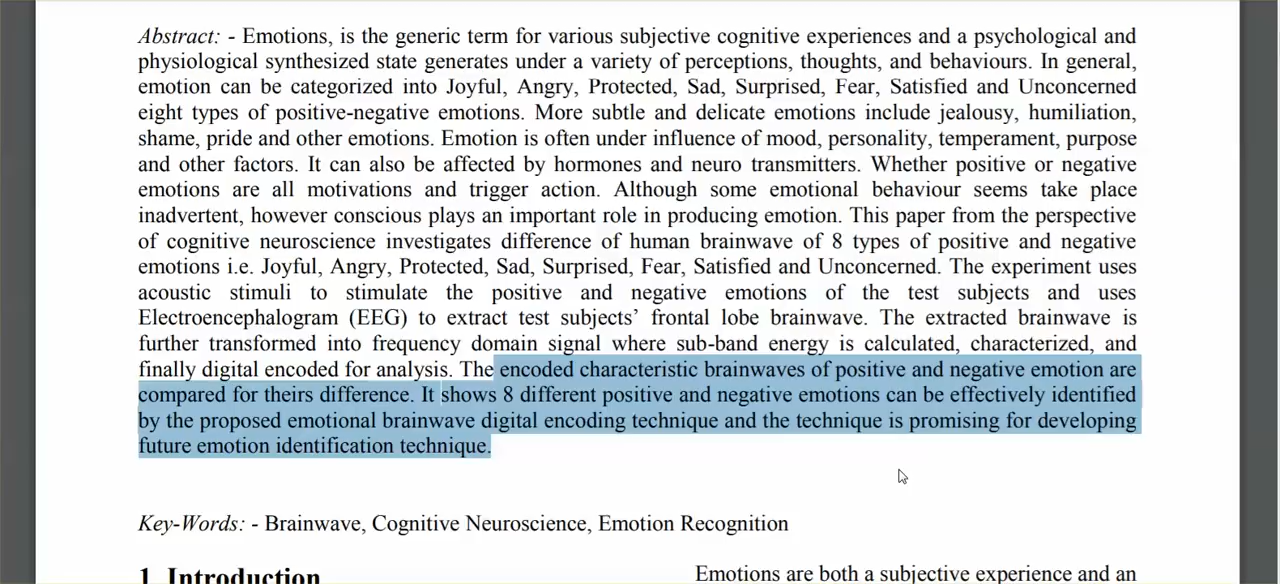 Abstract: - Emotions, is the generic term for various subjective cognitive experiences and a psychological and
physiological synthesized state generates under a variety of perceptions, thoughts, and behaviours. In general,
emotion can be categorized into Joyful, Angry, Protected, Sad, Surprised, Fear, Satisfied and Unconcerned
eight types of positive-negative emotions. More subtle and delicate emotions include jealousy, humiliation,
shame, pride and other emotions. Emotion is often under influence of mood, personality, temperament, purpose
and other factors. It can also be affected by hormones and neuro transmitters. Whether positive or negative
emotions are all motivations and trigger action. Although some emotional behaviour seems take place
inadvertent, however conscious plays an important role in producing emotion. This paper from the perspective
of cognitive neuroscience investigates difference of human brainwave of 8 types of positive and negative
emotions i.e. Joyful, Angry, Protected, Sad, Surprised, Fear, Satisfied and Unconcerned. The experiment uses
acoustic stimuli to stimulate the positive and negative emotions of the test subjects and uses
Electroencephalogram (EEG) to extract test subjects’ frontal lobe brainwave. The extracted brainwave is
further transformed into frequency domain signal where sub-band energy is calculated, characterized, and
finally digital encoded for analysis. The encoded characteristic brainwaves of positive and negative emotion are
compared for theirs difference. It shows 8 different positive and negative emotions can be effectively identified
by the proposed emotional brainwave digital encoding technique and the technique is promising for developing
future emotion identification technique.
Key-Words: - Brainwave, Cognitive Neuroscience, Emotion Recognition
1 Introduction
Emotions are both a subjective experience and an